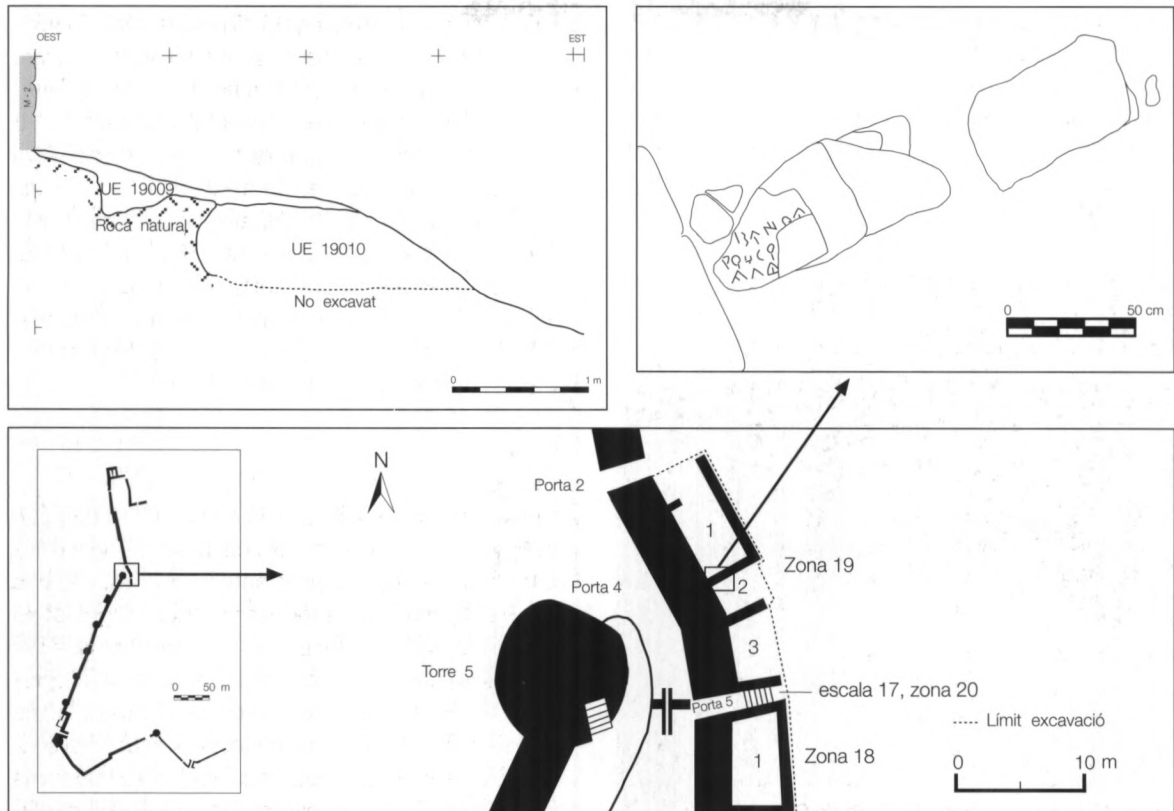 OEST
EST
M-2
UE 19009
Roca natural
UE 19010
No excavat
0 1 m
0 50 cm
N
Porta 2
1
Zona 19
2
Porta 4
3
Torre 5
0 50 m
Porta 5
escala 17, zona 20
Límit excavació
Zona 18
1
0 10 m